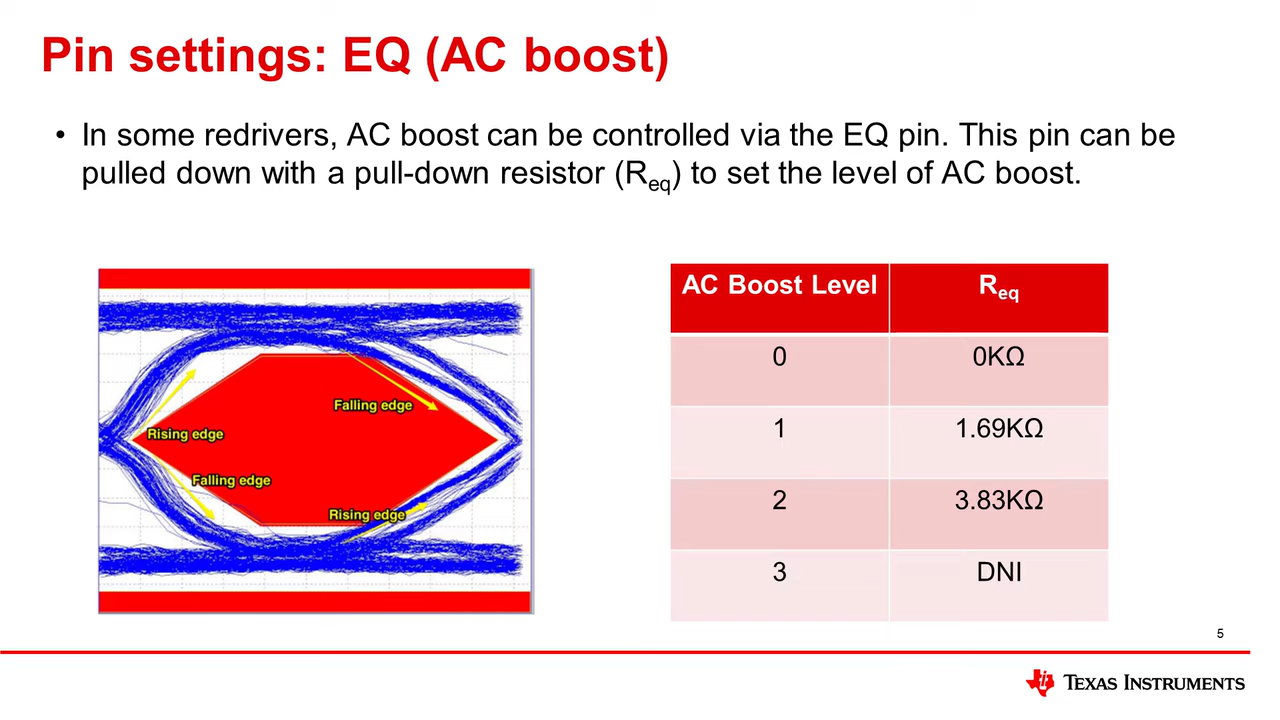 Pin settings: EQ (AC boost)
• In some redrivers, AC boost can be controlled via the EQ pin. This pin can be
pulled down with a pull-down resistor (Req) to set the level of AC boost.
Falling edge
Rising edge
Falling edge
Rising edge
AC Boost Level Req
0 0KΩ
1 1.69KΩ
2 3.83KΩ
3 DNI
5
TEXAS INSTRUMENTS